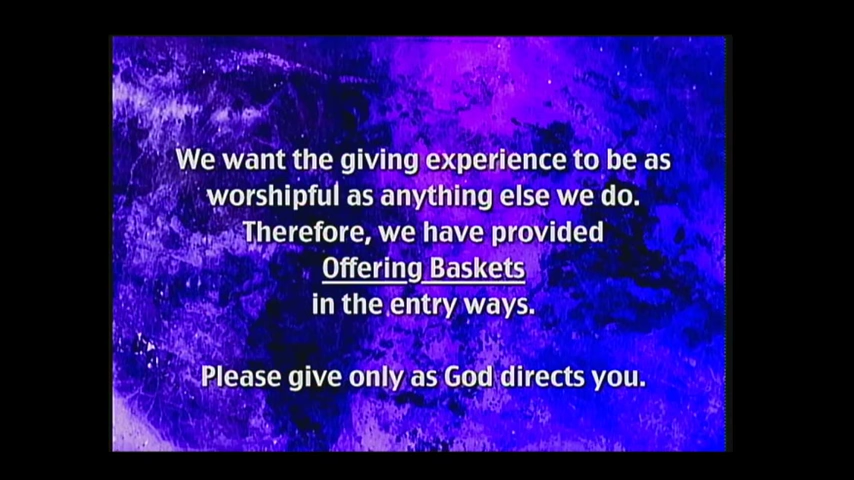 We want the giving experience to be as
worshipful as anything else we do.
Therefore, we have provided
Offering Baskets
in the entry ways.
Please give only as God directs you.